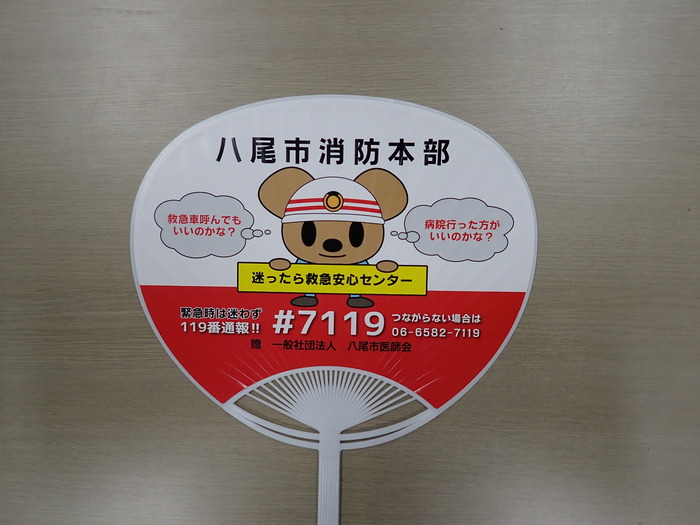 八尾市消防本部
救急車呼んでも
いいのかな？
病院行った方が
いいのかな？
迷ったら救急安心センター
緊急時は迷わず
119番通報!!
#7119
つながらない場合は
06-6582-7119
贈　一般社団法人　八尾市医師会